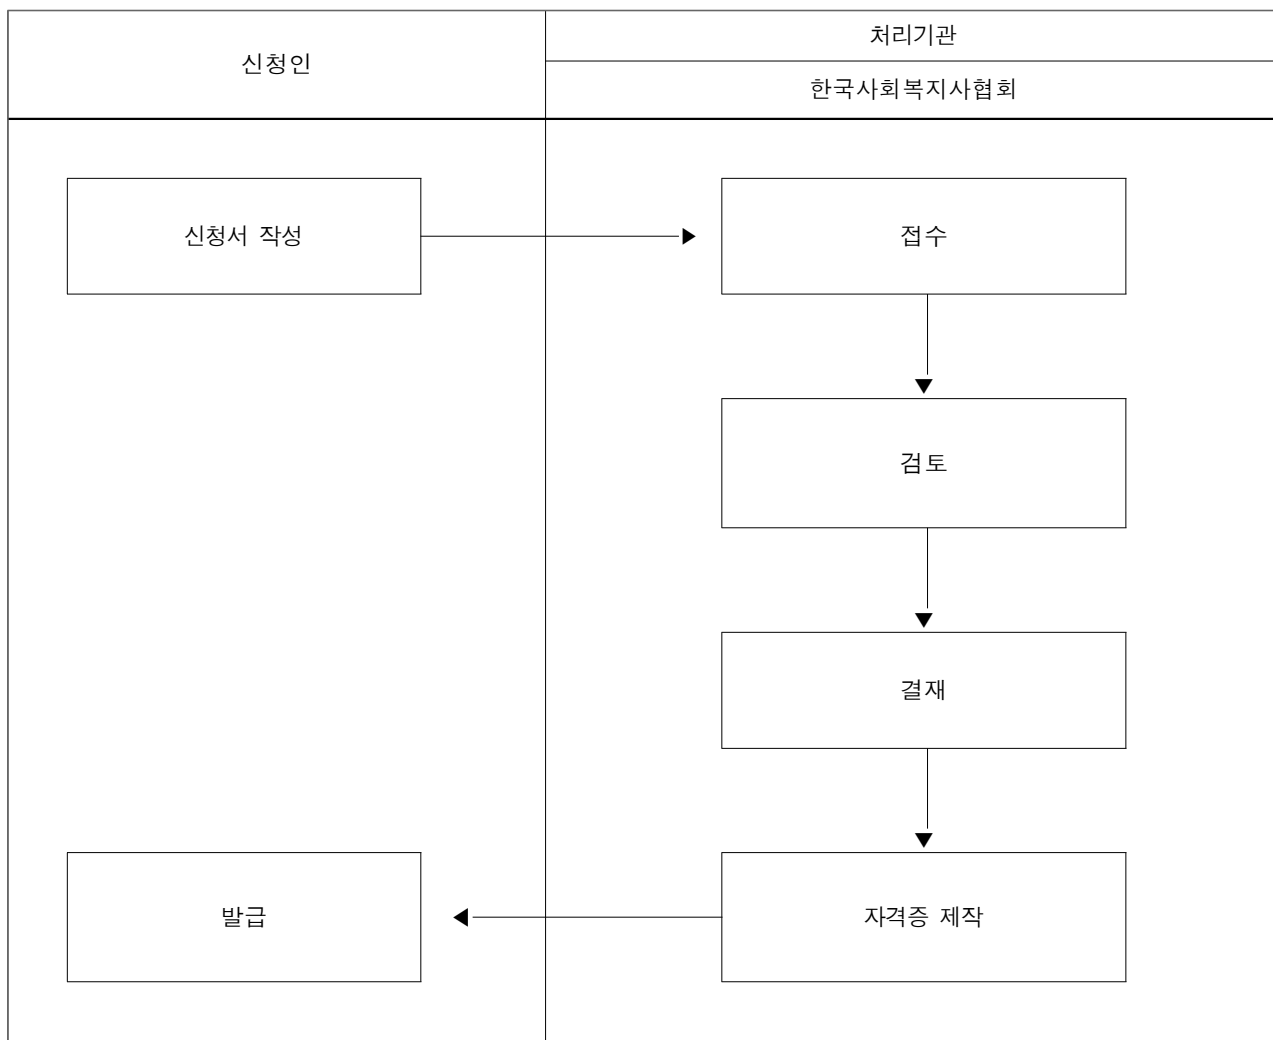 신청인
처리기관
한국사회복지사협회
신청서 작성
접수
검토
결재
발급
자격증 제작